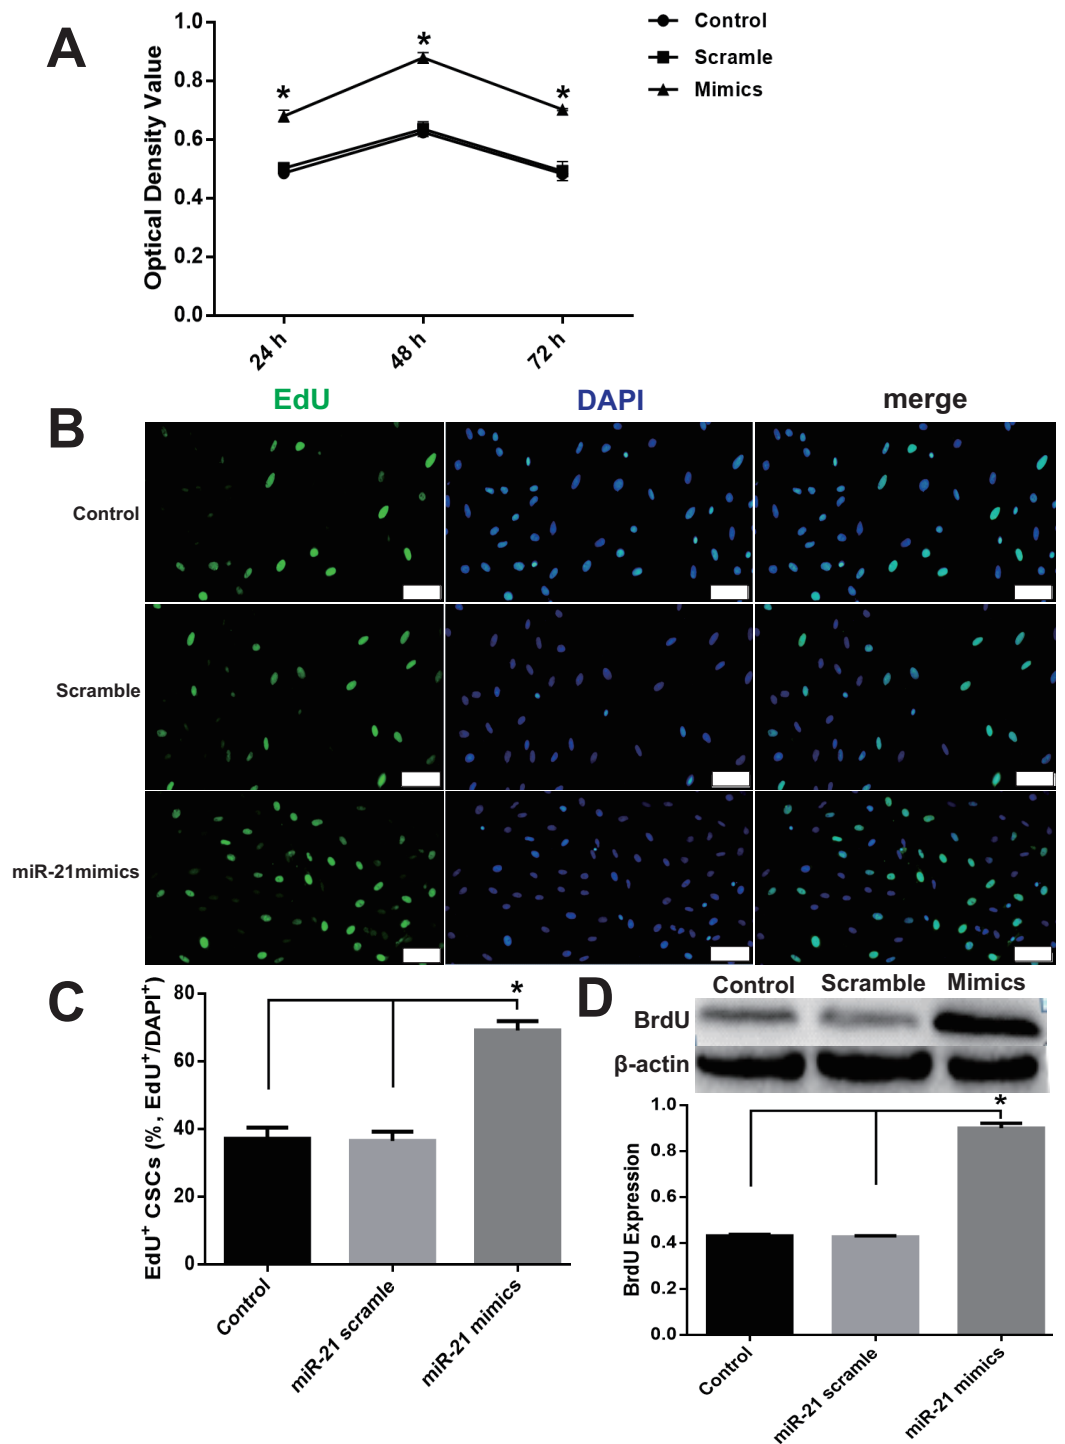 A
1.0
0.8
0.6
0.4
0.2
0.0
Optical Density Value
*
*
*
24 h
48 h
72 h
Control
Scramle
Mimics
B
EdU
DAPI
merge
Control
Scramble
miR-21mimics
C
80
60
40
20
0
EdU⁺ CSCs (%, EdU⁺/DAPI⁺)
*
Control
miR-21 scramle
miR-21 mimics
D
Control Scramble Mimics
BrdU
β-actin
1.0
0.8
0.6
0.4
0.2
0.0
BrdU Expression
*
Control
miR-21 scramle
miR-21 mimics